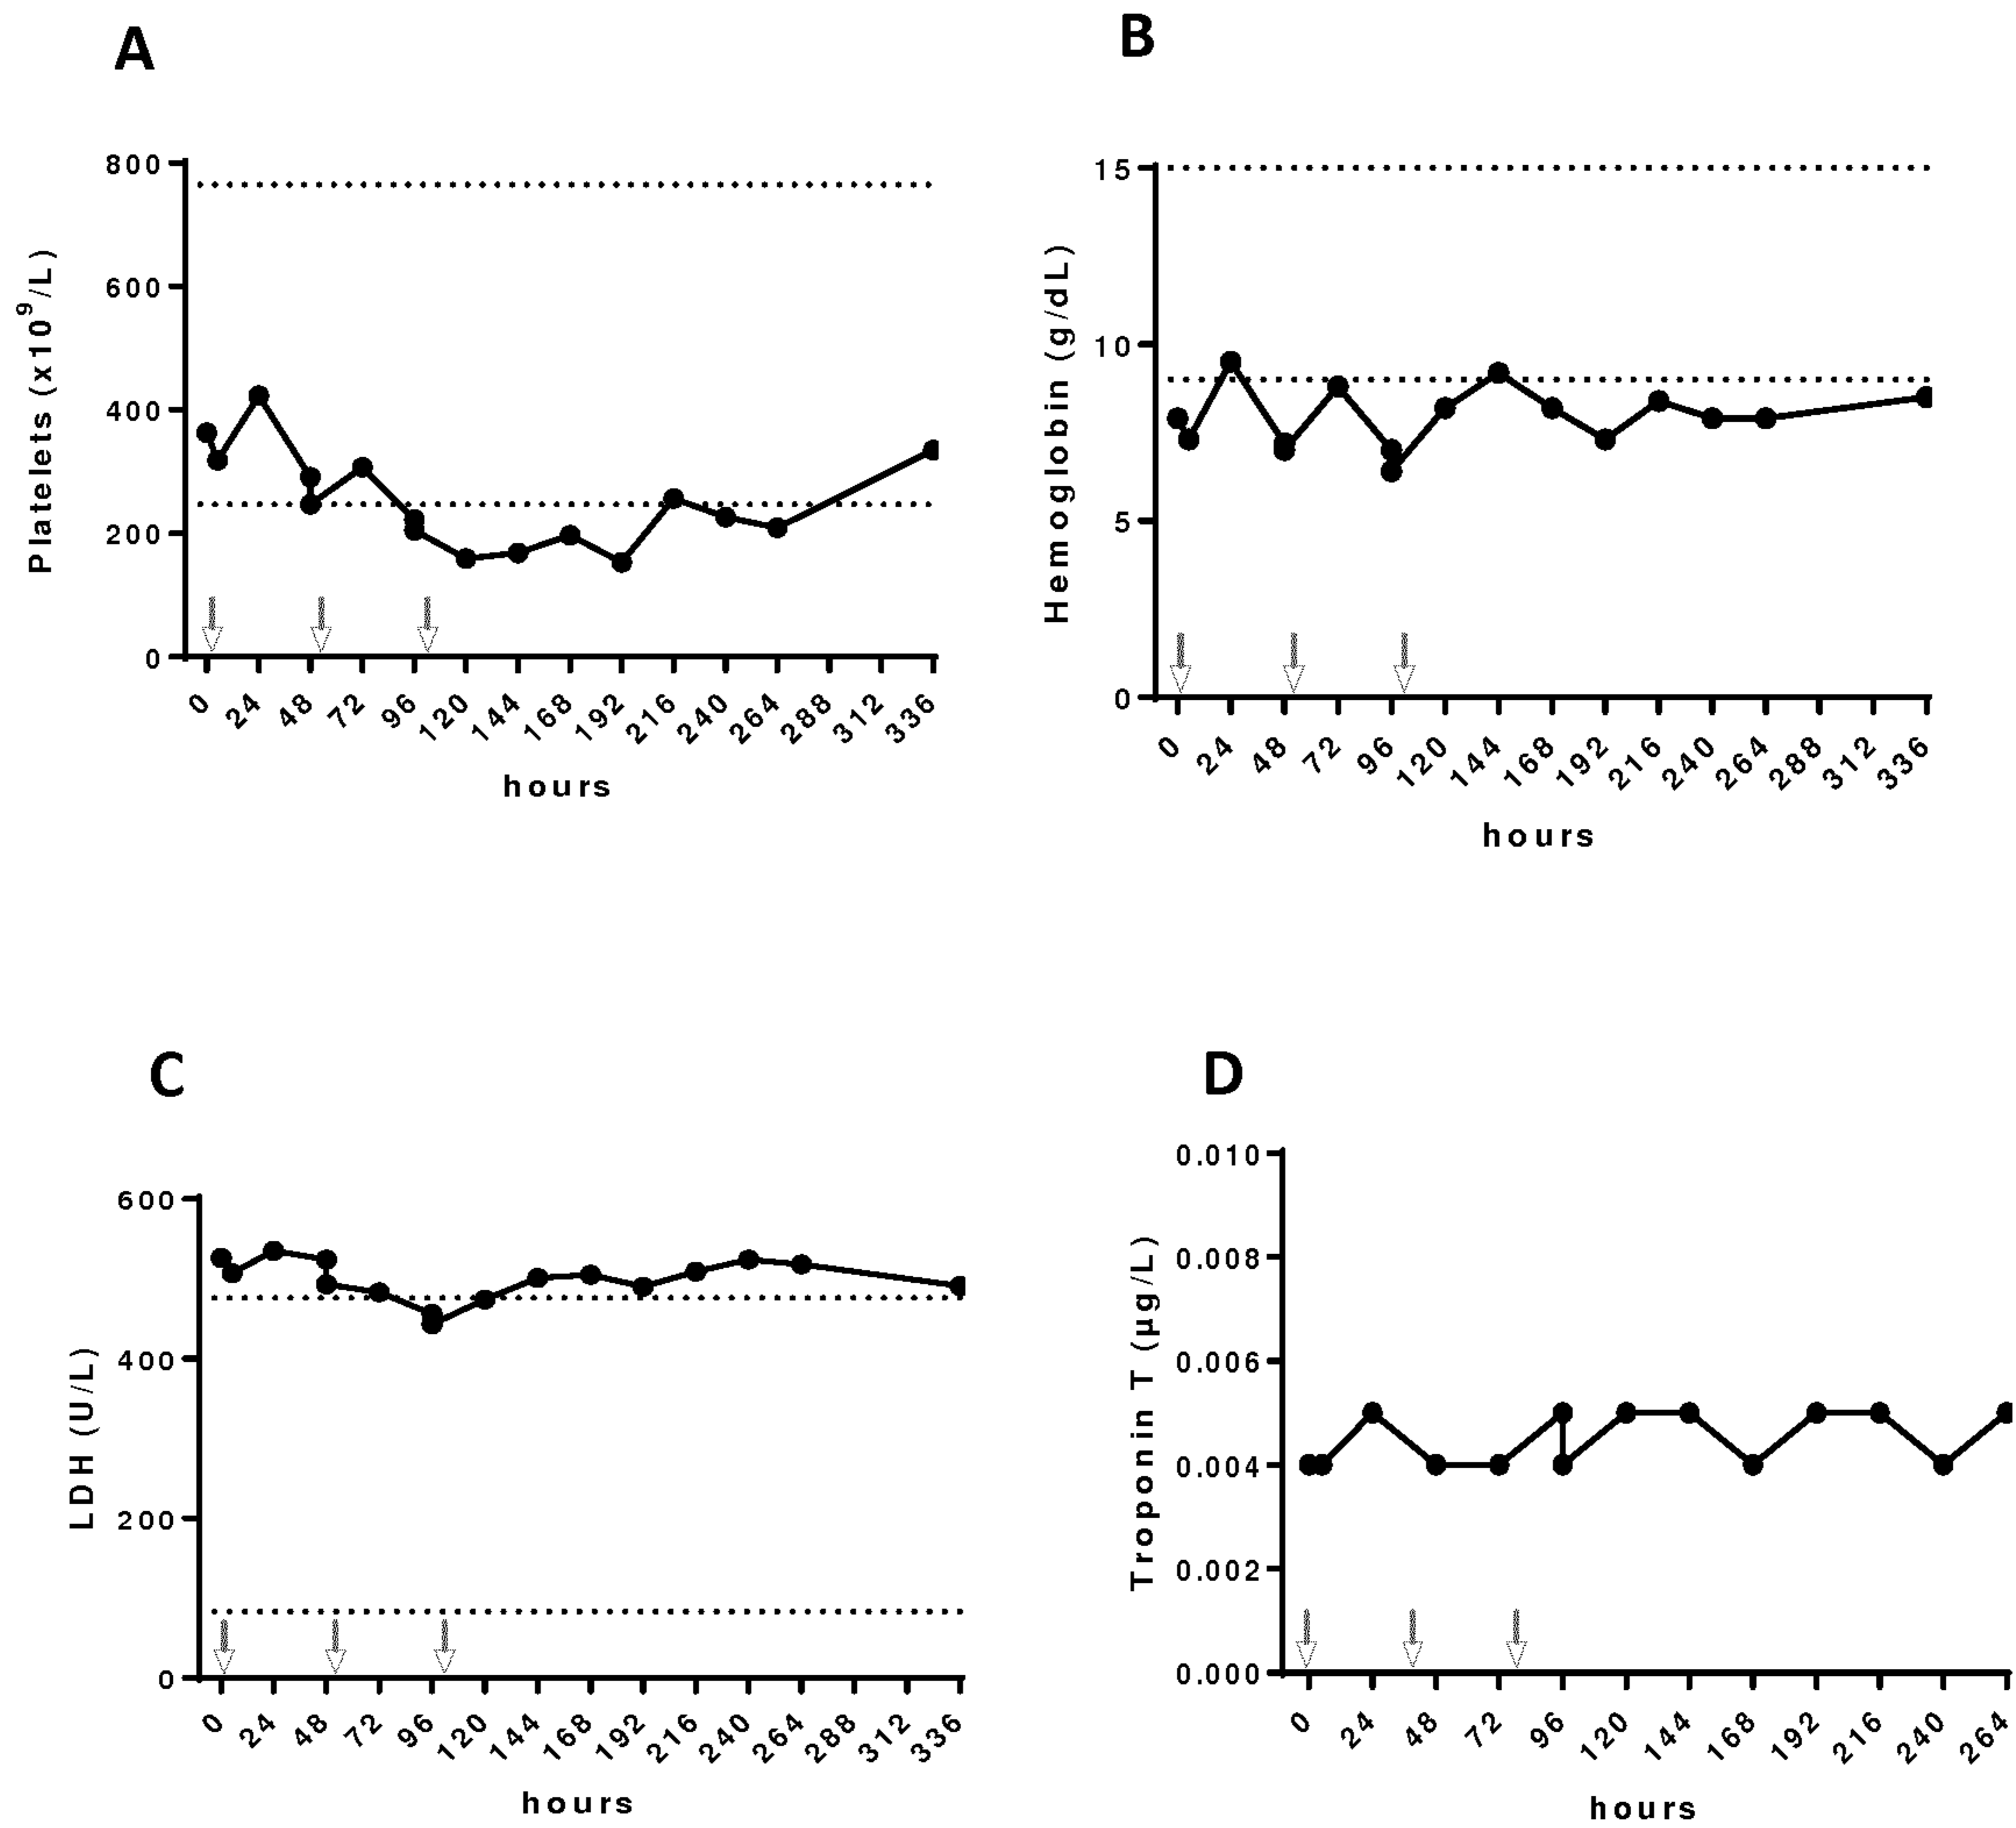 A
Platelets (x10⁹/L)
800
600
400
200
0
0 24 48 72 96 120 144 168 192 216 240 264 288 312 336
hours
B
Hemoglobin (g/dL)
15
10
5
0
0 24 48 72 96 120 144 168 192 216 240 264 288 312 336
hours
C
LDH (U/L)
600
400
200
0
0 24 48 72 96 120 144 168 192 216 240 264 288 312 336
hours
D
Troponin T (µg/L)
0.010
0.008
0.006
0.004
0.002
0.000
0 24 48 72 96 120 144 168 192 216 240 264
hours